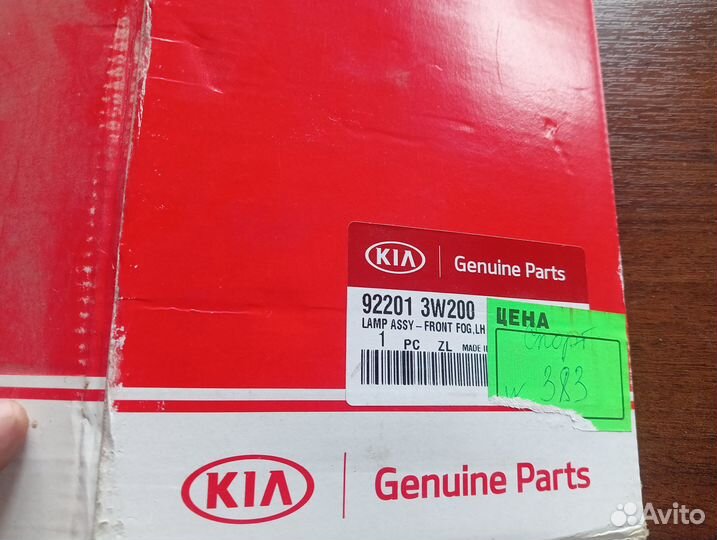 KIA Genuine Parts
92201 3W200
LAMP ASSY-FRONT FOG,LH
1 PC ZL MADE I
ЦЕНА
Спорт
w 383
KIA Genuine Parts
Avito